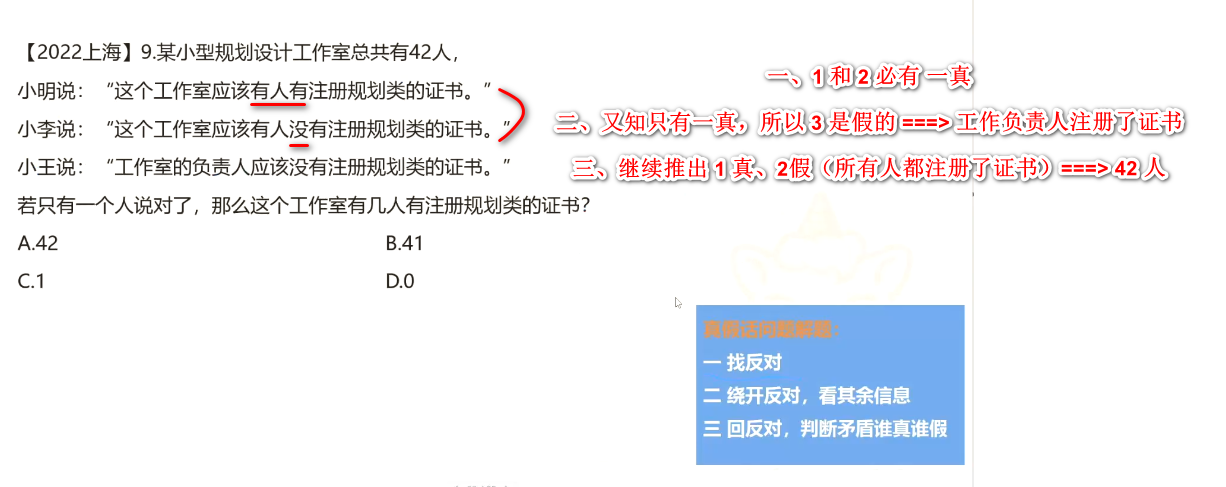 【2022上海】9.某小型规划设计工作室总共有42人，
小明说：“这个工作室应该有人有注册规划类的证书。”
小李说：“这个工作室应该有人没有注册规划类的证书。”
小王说：“工作室的负责人应该没有注册规划类的证书。”
若只有一个人说对了，那么这个工作室有几人有注册规划类的证书？
A.42
B.41
C.1
D.0
一、1 和 2 必有 一真
二、又知只有一真，所以 3 是假的 ===> 工作负责人注册了证书
三、继续推出 1 真、2假（所有人都注册了证书）===> 42 人
真假话问题解题：
一 找反对
二 绕开反对，看其余信息
三 回反对，判断矛盾谁真谁假